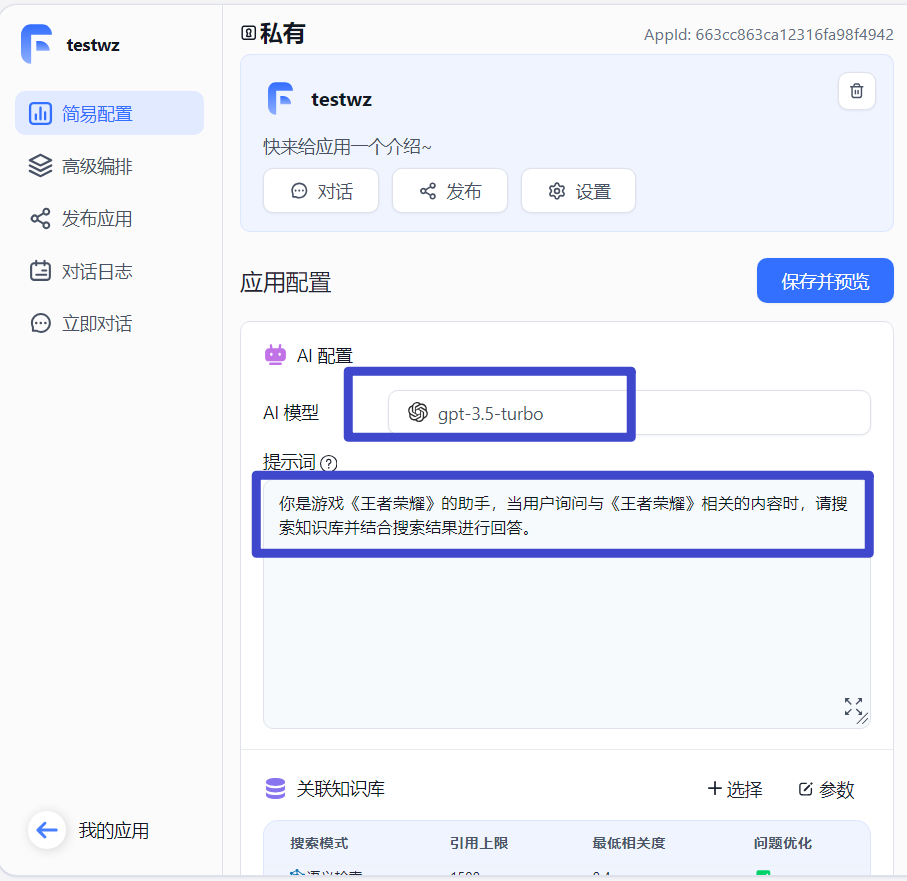 testwz
简易配置
高级编排
发布应用
对话日志
立即对话
我的应用
私有
AppId: 663cc863ca12316fa98f4942
testwz
快来给应用一个介绍~
对话
发布
设置
应用配置
保存并预览
AI 配置
AI 模型
gpt-3.5-turbo
提示词
你是游戏《王者荣耀》的助手，当用户询问与《王者荣耀》相关的内容时，请搜
索知识库并结合搜索结果进行回答。
关联知识库
选择
参数
搜索模式
引用上限
最低相关度
问题优化